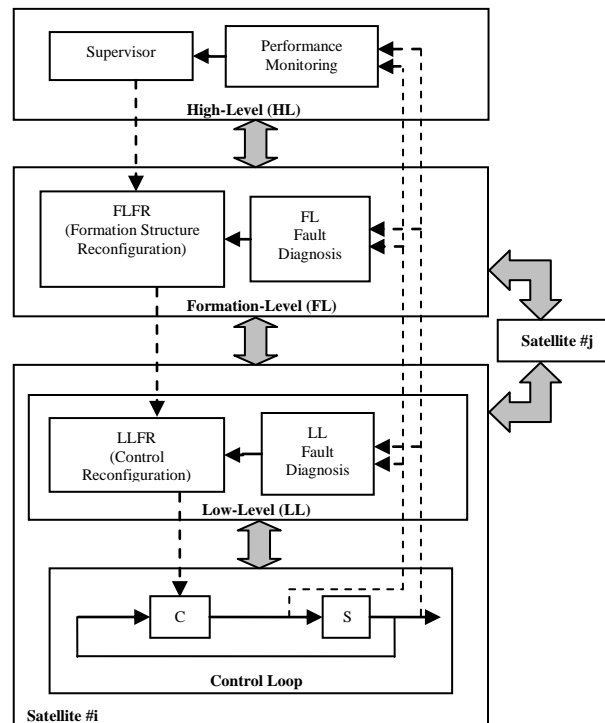 Supervisor
Performance
Monitoring
High-Level (HL)
FLFR
(Formation Structure
Reconfiguration)
FL
Fault
Diagnosis
Formation-Level (FL)
Satellite #j
LLFR
(Control
Reconfiguration)
LL
Fault
Diagnosis
Low-Level (LL)
C
S
Control Loop
Satellite #i